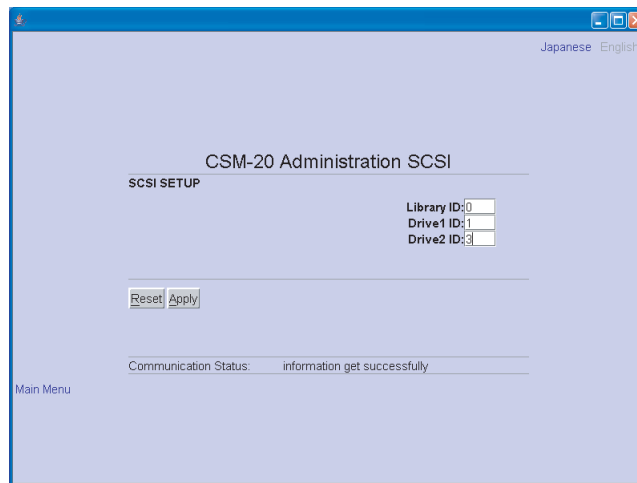 Japanese English
CSM-20 Administration SCSI
SCSI SETUP
Library ID: 0
Drive1 ID: 1
Drive2 ID: 3
Reset Apply
Communication Status: information get successfully
Main Menu